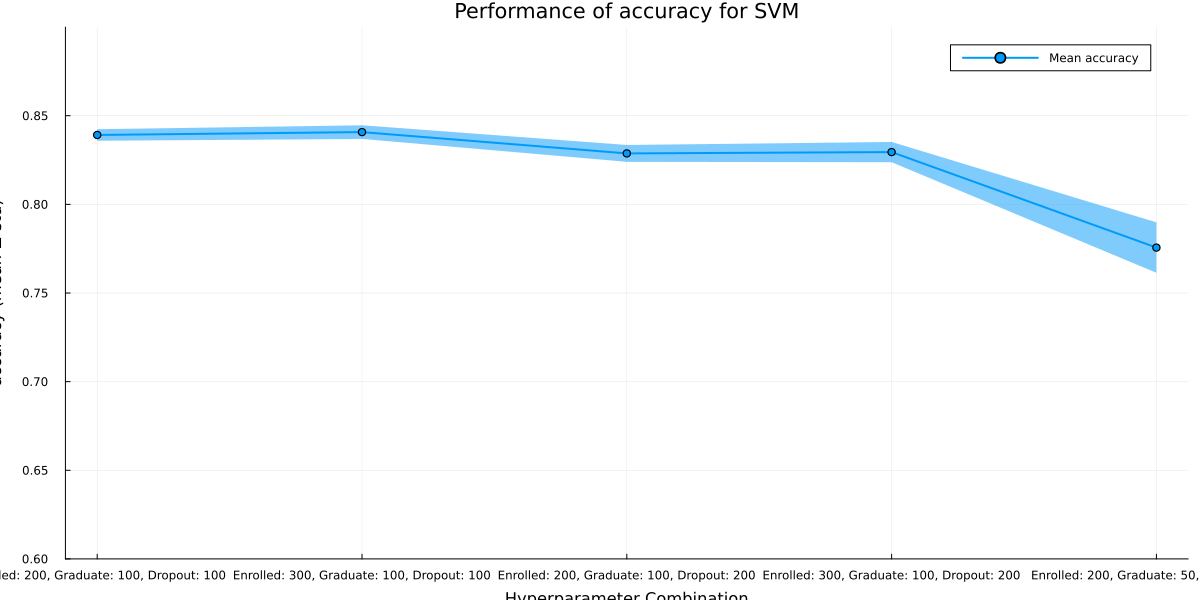 Performance of accuracy for SVM
Mean accuracy
0.85
0.80
0.75
0.70
0.65
0.60
200, Graduate: 100, Dropout: 100
Enrolled: 300, Graduate: 100, Dropout: 100
Enrolled: 200, Graduate: 100, Dropout: 200
Enrolled: 300, Graduate: 100, Dropout: 200
Enrolled: 200, Graduate: 50,
Hyperparameter Combination